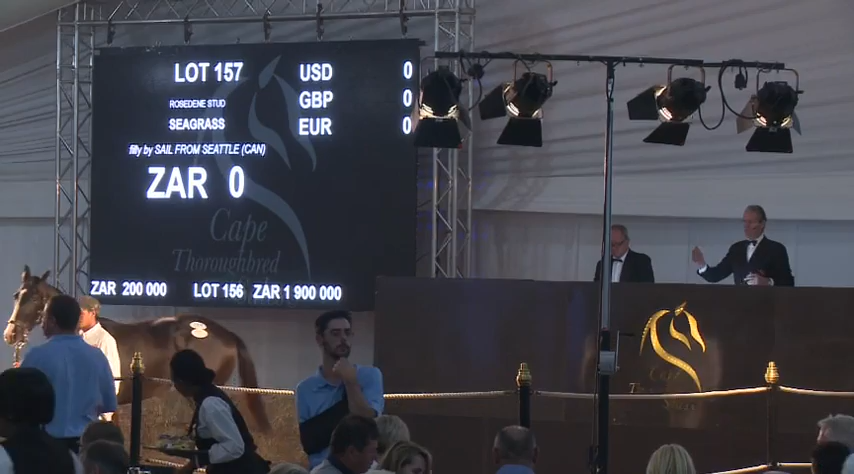 LOT 157 USD 0
ROSEDENE STUD GBP 0
SEAGRASS EUR 0
filly by SAIL FROM SEATTLE (CAN)
ZAR 0
Cape
Thoroughbred
ZAR 200 000 LOT 156 ZAR 1 900 000